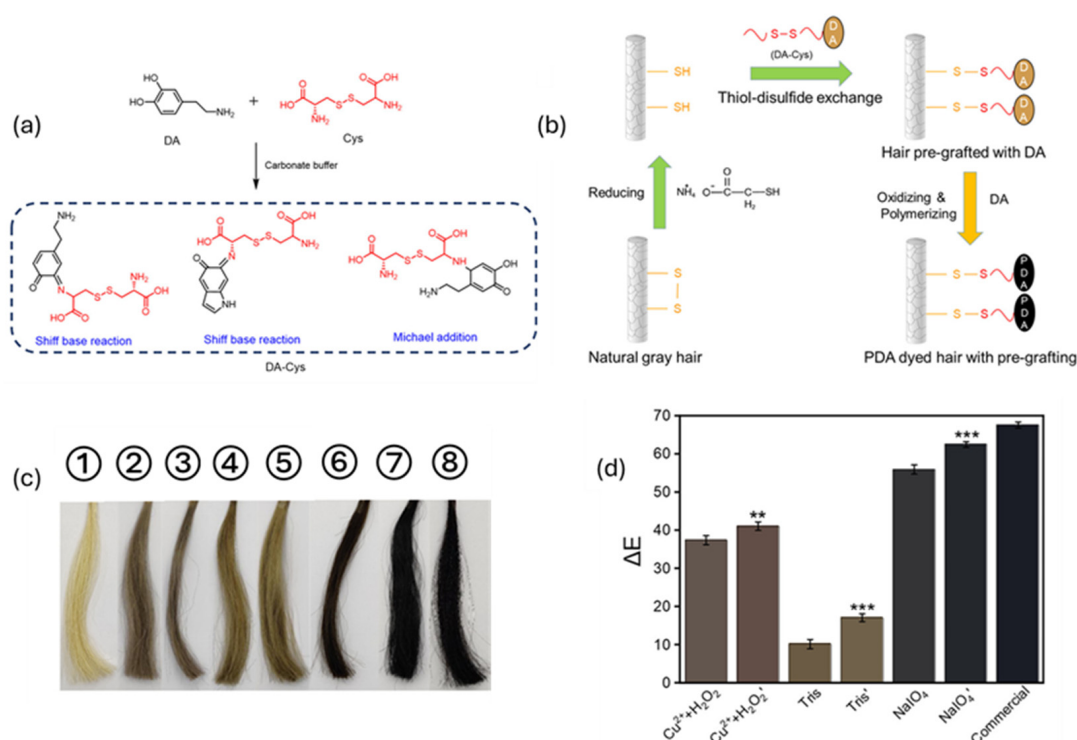 (a)
HO
HO
NH₂
DA
+
O
OH
HO
NH₂
S-S
O
NH₂
Cys
Carbonate buffer
NH₂
O
N
HO
O
S-S
NH₂
OH
O
Shiff base reaction
O
HO
N
S-S
O
OH
NH₂
O
NH
Shiff base reaction
O
HO
NH₂
S-S
O
OH
NH
OH
H₂N
O
Michael addition
DA-Cys
(b)
SH
SH
S-S
DA
(DA-Cys)
Thiol-disulfide exchange
S S DA
S S DA
Hair pre-grafted with DA
Reducing
NH₄ O-C-C-SH
O
H₂
+
-
Oxidizing &
Polymerizing
DA
S
S
Natural gray hair
S S PDA
S S PDA
PDA dyed hair with pre-grafting
(c)
① ② ③ ④ ⑤ ⑥ ⑦ ⑧
(d)
ΔE
70
60
50
40
30
20
10
0
**
***
***
Cu²⁺+H₂O₂
Cu²⁺+H₂O₂'
Tris
Tris'
NaIO₄
NaIO₄'
Commercial